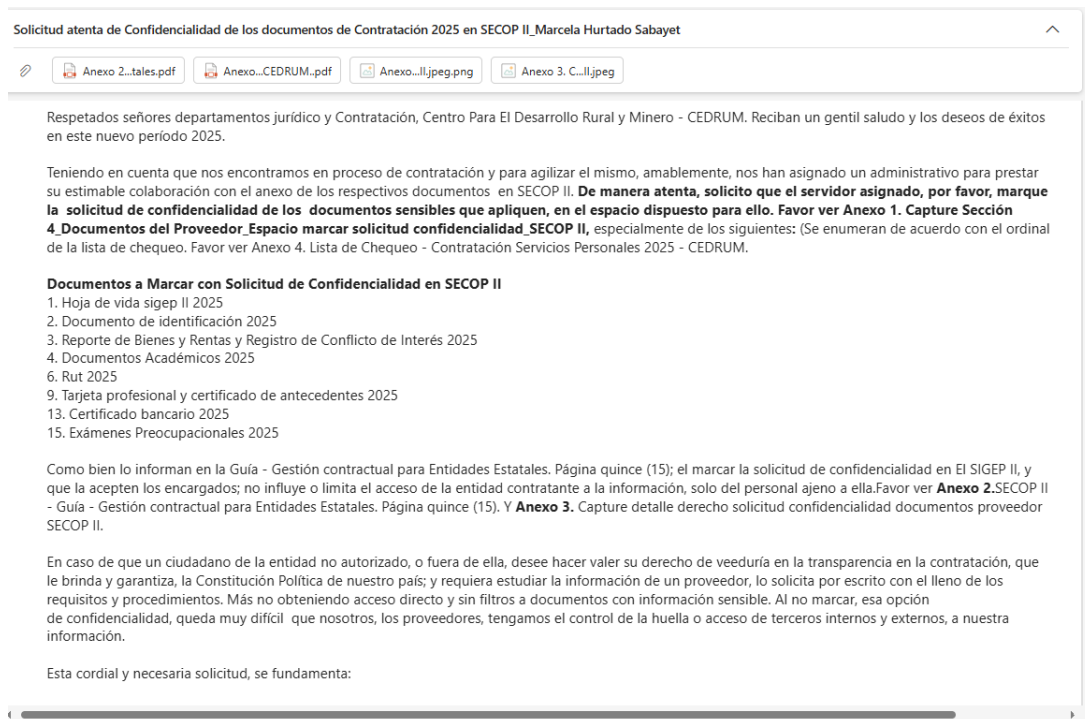 Solicitud atenta de Confidencialidad de los documentos de Contratación 2025 en SECOP II_Marcela Hurtado Sabayet
Anexo 2...tales.pdf
Anexo...CEDRUM..pdf
Anexo...II.jpeg.png
Anexo 3. C...II.jpeg
Respetados señores departamentos jurídico y Contratación, Centro Para El Desarrollo Rural y Minero - CEDRUM. Reciban un gentil saludo y los deseos de éxitos
en este nuevo período 2025.
Teniendo en cuenta que nos encontramos en proceso de contratación y para agilizar el mismo, amablemente, nos han asignado un administrativo para prestar
su estimable colaboración con el anexo de los respectivos documentos en SECOP II. De manera atenta, solicito que el servidor asignado, por favor, marque
la solicitud de confidencialidad de los documentos sensibles que apliquen, en el espacio dispuesto para ello. Favor ver Anexo 1. Capture Sección
4_Documentos del Proveedor_Espacio marcar solicitud confidencialidad_SECOP II, especialmente de los siguientes: (Se enumeran de acuerdo con el ordinal
de la lista de chequeo. Favor ver Anexo 4. Lista de Chequeo - Contratación Servicios Personales 2025 - CEDRUM.
Documentos a Marcar con Solicitud de Confidencialidad en SECOP II
1. Hoja de vida sigep II 2025
2. Documento de identificación 2025
3. Reporte de Bienes y Rentas y Registro de Conflicto de Interés 2025
4. Documentos Académicos 2025
6. Rut 2025
9. Tarjeta profesional y certificado de antecedentes 2025
13. Certificado bancario 2025
15. Exámenes Preocupacionales 2025
Como bien lo informan en la Guía - Gestión contractual para Entidades Estatales. Página quince (15); el marcar la solicitud de confidencialidad en El SIGEP II, y
que la acepten los encargados; no influye o limita el acceso de la entidad contratante a la información, solo del personal ajeno a ella.Favor ver Anexo 2.SECOP II
- Guía - Gestión contractual para Entidades Estatales. Página quince (15). Y Anexo 3. Capture detalle derecho solicitud confidencialidad documentos proveedor
SECOP II.
En caso de que un ciudadano de la entidad no autorizado, o fuera de ella, desee hacer valer su derecho de veeduría en la transparencia en la contratación, que
le brinda y garantiza, la Constitución Política de nuestro país; y requiera estudiar la información de un proveedor, lo solicita por escrito con el lleno de los
requisitos y procedimientos. Más no obteniendo acceso directo y sin filtros a documentos con información sensible. Al no marcar, esa opción
de confidencialidad, queda muy difícil que nosotros, los proveedores, tengamos el control de la huella o acceso de terceros internos y externos, a nuestra
información.
Esta cordial y necesaria solicitud, se fundamenta: